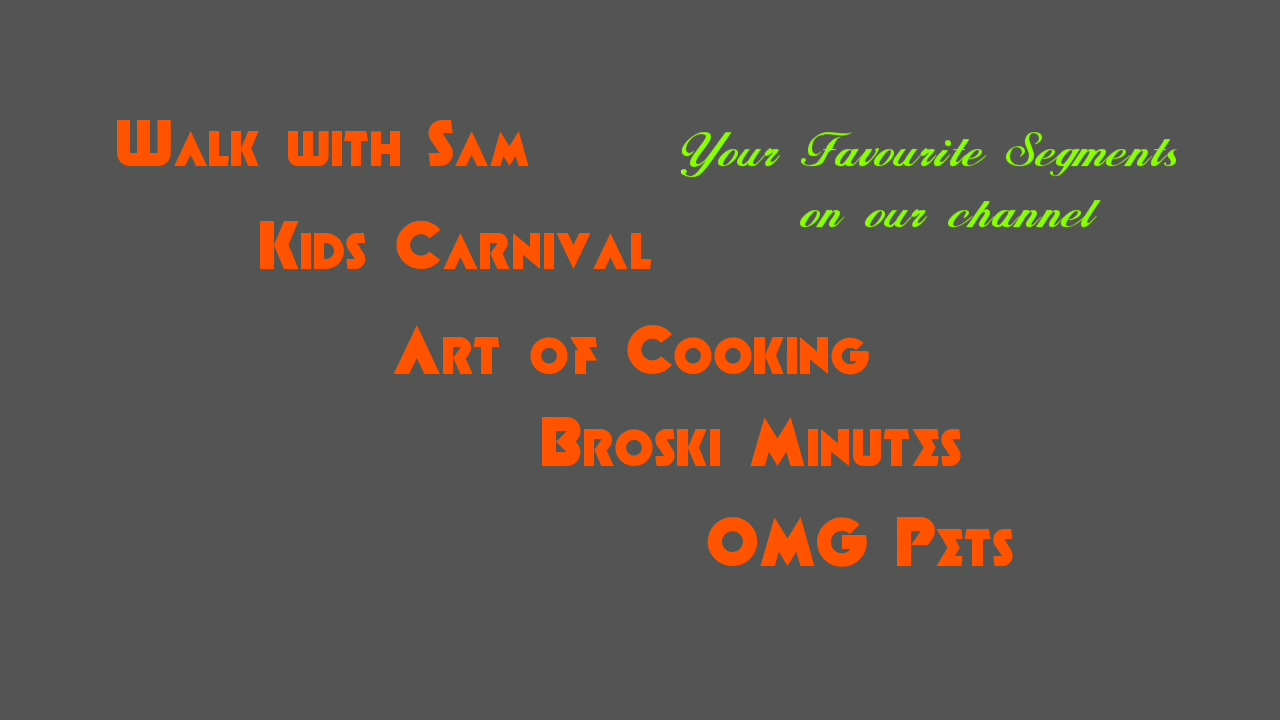 Walk with Sam
Your Favourite Segments
on our channel
Kids Carnival
Art of Cooking
Broski Minutes
OMG Pets